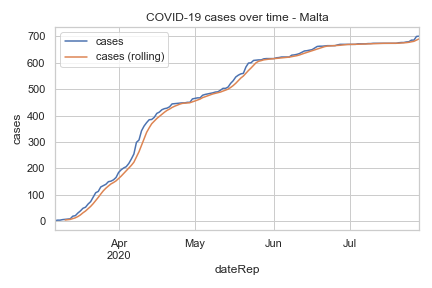 COVID-19 cases over time - Malta
cases
cases (rolling)
700
600
500
400
300
200
100
0
cases
Apr
2020
May
Jun
Jul
dateRep